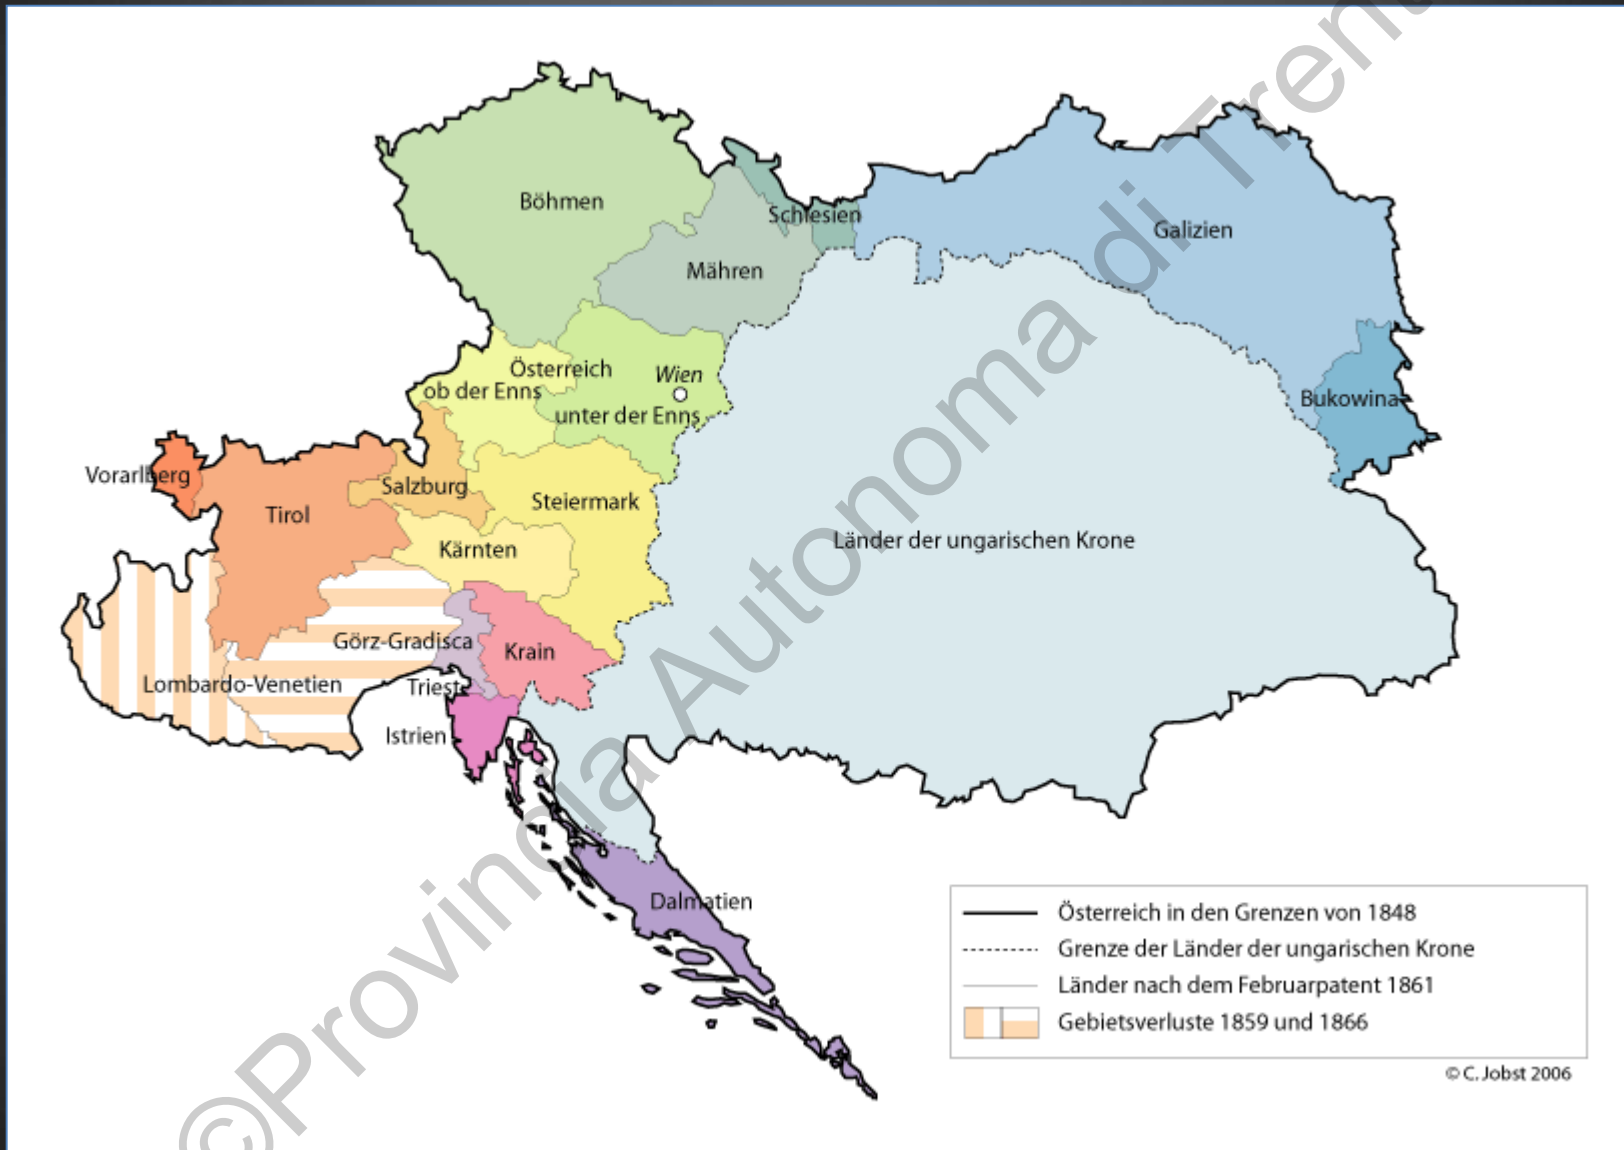 Böhmen
Schlesien
Galizien
Mähren
Österreich
ob der Enns
Wien
unter der Enns
Bukowina
Vorarlberg
Tirol
Salzburg
Steiermark
Kärnten
Länder der ungarischen Krone
Görz-Gradisca
Krain
Lombardo-Venetien
Triest
Istrien
Dalmatien
Österreich in den Grenzen von 1848
Grenze der Länder der ungarischen Krone
Länder nach dem Februarpatent 1861
Gebietsverluste 1859 und 1866
© C. Jobst 2006
©Provincia Autonoma di Trent